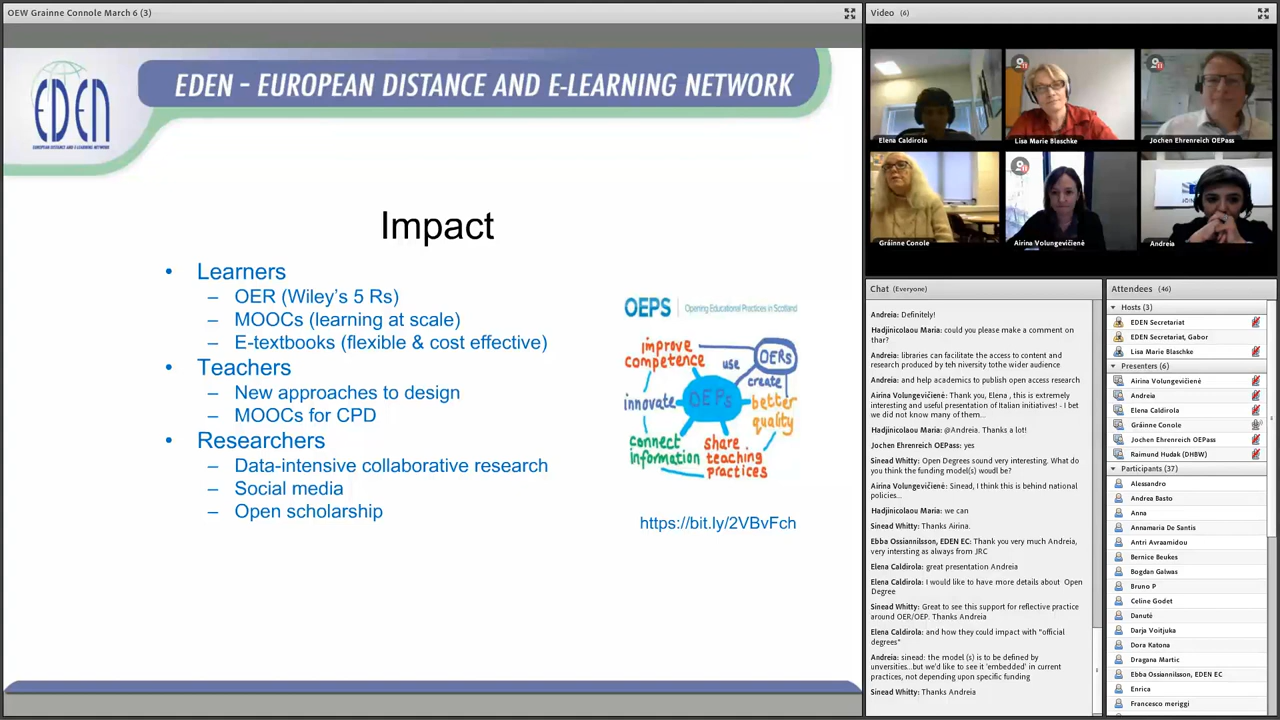 OEW Grainne Connole March 6 (3)
EDEN
EUROPEAN DISTANCE AND E-LEARNING NETWORK
EDEN - EUROPEAN DISTANCE AND E-LEARNING NETWORK
Impact
• Learners
– OER (Wiley's 5 Rs)
– MOOCs (learning at scale)
– E-textbooks (flexible & cost effective)
• Teachers
– New approaches to design
– MOOCs for CPD
• Researchers
– Data-intensive collaborative research
– Social media
– Open scholarship
OEPS Opening Educational Practices in Scotland
improve
competence
use
OERs
create
innovate
OEPs
better
quality
connect
information
share
teaching
practices
https://bit.ly/2VBvFch
Video (6)
Elena Caldirola
Lisa Marie Blaschke
Jochen Ehrenreich OEPass
Gráinne Conole
Airina Volungevičienė
Andreia
Chat (Everyone)
Andreia: Definitely!
Hadjinicolaou Maria: could you please make a comment on
thar?
Andreia: libraries can facilitate the access to content and
research produced by teh niversity tothe wider audience
Andreia: and help academics to publish open access research
Airina Volungevičienė: Thank you, Elena , this is extremely
interesting and useful presentation of Italian initiatives! - I bet
we did not know many of them...
Hadjinicolaou Maria: @Andreia. Thanks a lot!
Jochen Ehrenreich OEPass: yes
Sinead Whitty: Open Degrees sound very interesting. What do
you think the funding model(s) woudl be?
Airina Volungevičienė: Sinead, I think this is behind national
policies...
Hadjinicolaou Maria: we can
Sinead Whitty: Thanks Airina.
Ebba Ossiannilsson, EDEN EC: Thank you very much Andreia,
very intersting as always from JRC
Elena Caldirola: great presentation Andreia
Elena Caldirola: I would like to have more details about Open
Degree
Sinead Whitty: Great to see this support for reflective practice
around OER/OEP. Thanks Andreia
Elena Caldirola: and how they could impact with "official
degrees"
Andreia: sinead: the model (s) is to be defined by
unversities...but we'd like to see it 'embedded' in current
practices, not depending upon specific funding
Sinead Whitty: Thanks Andreia
Attendees (46)
Hosts (3)
EDEN Secretariat
EDEN Secretariat, Gabor
Lisa Marie Blaschke
Presenters (6)
Airina Volungevičienė
Andreia
Elena Caldirola
Gráinne Conole
Jochen Ehrenreich OEPass
Raimund Hudak (DHBW)
Participants (37)
Alessandro
Andrea Basto
Anna
Annamaria De Santis
Antri Avraamidou
Bernice Beukes
Bogdan Galwas
Bruno P
Celine Godet
Danutė
Darja Voitjuka
Dora Katona
Dragana Martic
Ebba Ossiannilsson, EDEN EC
Enrica
Francesco meriggi